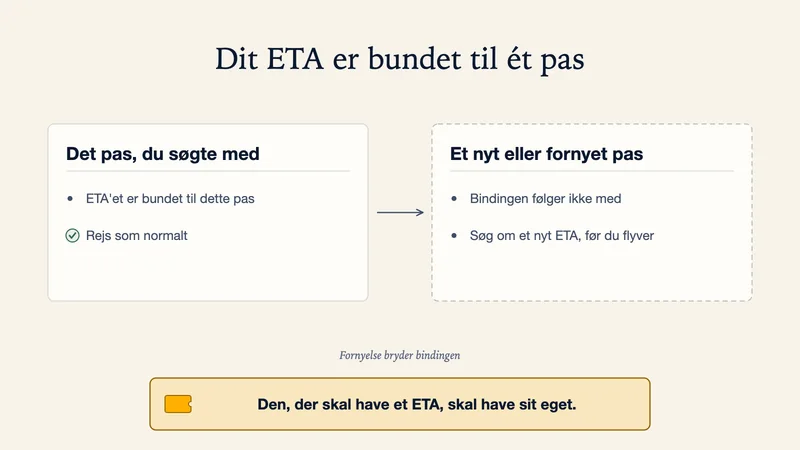 Dit ETA er bundet til ét pas
Det pas, du søgte med
ETA'et er bundet til dette pas
Rejs som normalt
Et nyt eller fornyet pas
Bindingen følger ikke med
Søg om et nyt ETA, før du flyver
Fornyelse bryder bindingen
Den, der skal have et ETA, skal have sit eget.